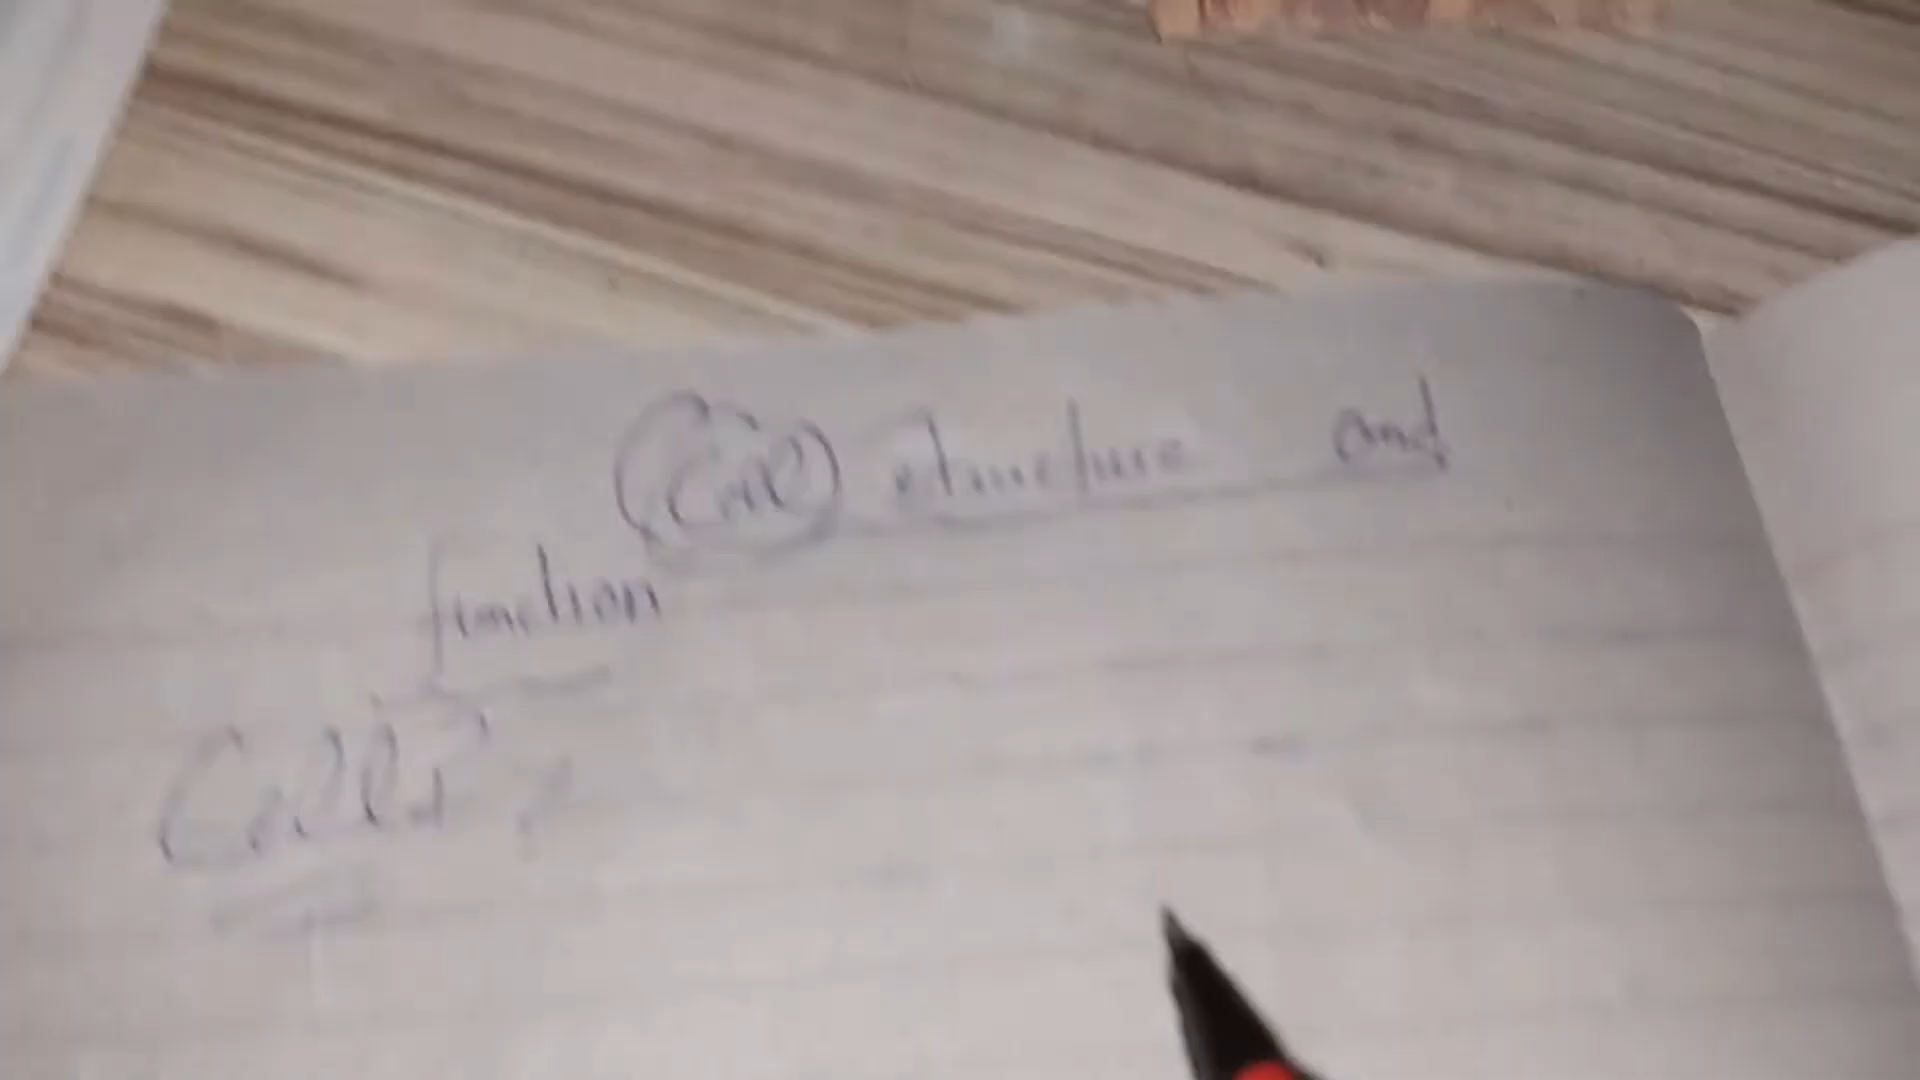 (Cell) structure and
function
Cell: